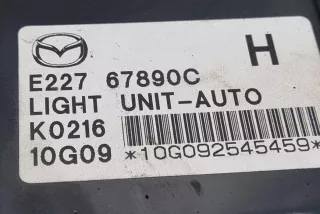 H
E227 67890C
LIGHT UNIT-AUTO
K0216
10G09 *10G092545459*